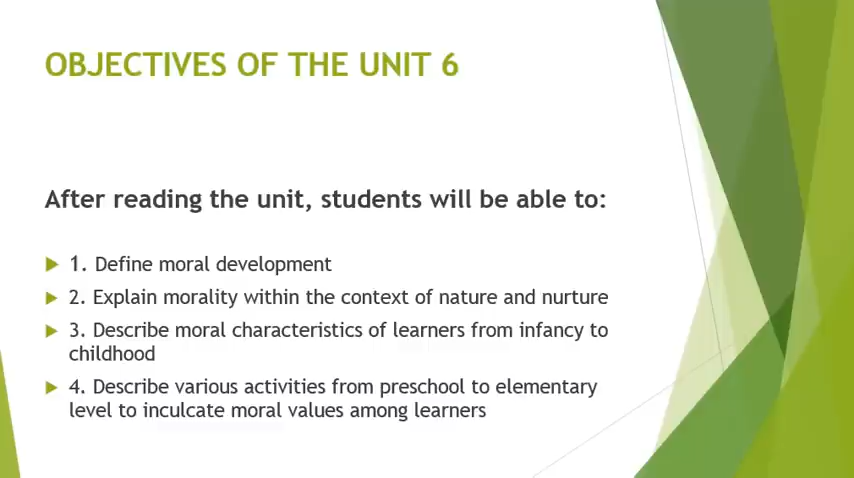 OBJECTIVES OF THE UNIT 6
After reading the unit, students will be able to:
1. Define moral development
2. Explain morality within the context of nature and nurture
3. Describe moral characteristics of learners from infancy to
childhood
4. Describe various activities from preschool to elementary
level to inculcate moral values among learners